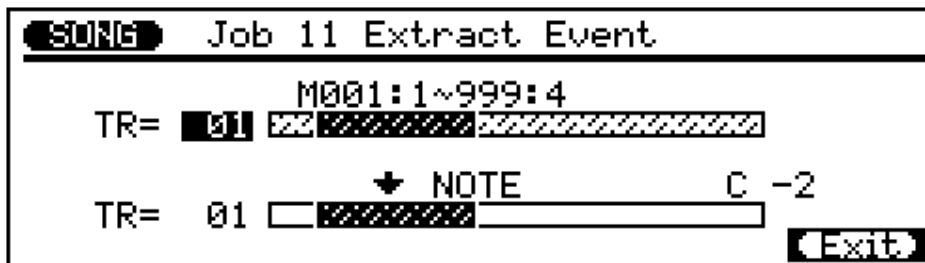 SONG Job 11 Extract Event
M001:1~999:4
TR= 01
NOTE C -2
TR= 01
Exit